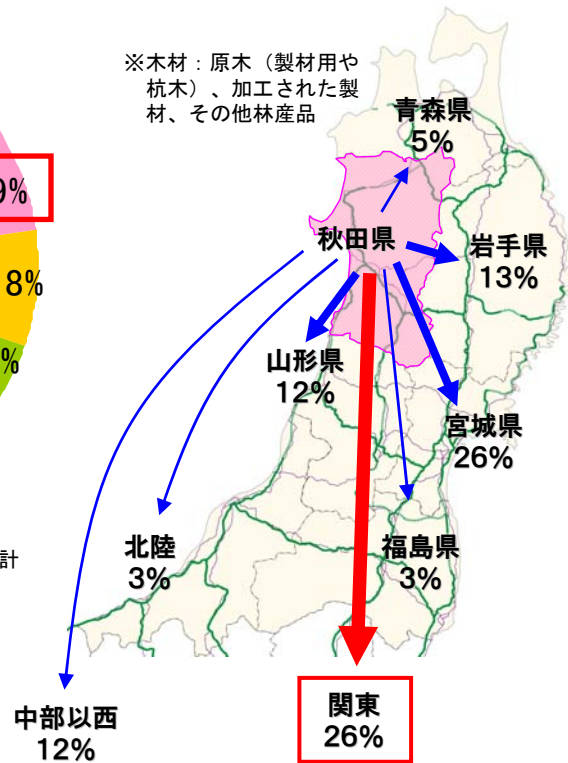 ※木材：原木（製材用や
杭木）、加工された製
材、その他林産品
青森県
5%
9%
秋田県
岩手県
13%
8%
%
山形県
12%
宮城県
26%
計
北陸
3%
福島県
3%
中部以西
12%
関東
26%